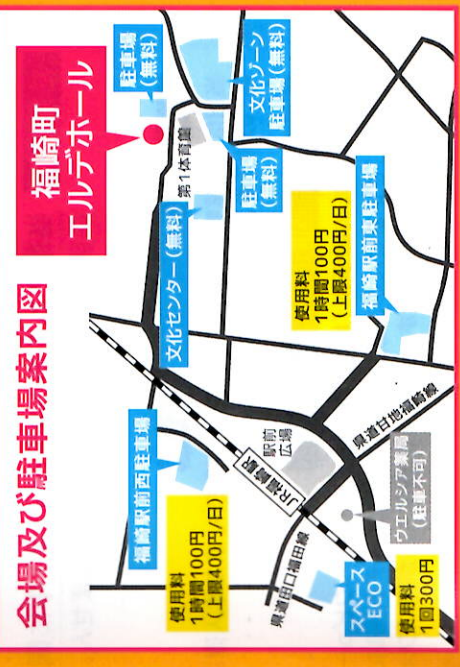 会場及び駐車場案内図
福崎町
エルデホール
駐車場
(無料)
文化ゾーン
駐車場(無料)
第1体育館
駐車場
(無料)
文化センター(無料)
福崎駅前東駐車場
使用料
1時間100円
(上限400円/日)
福崎駅前西駐車場
使用料
1時間100円
(上限400円/日)
JR福崎駅
駅前
広場
県道甘地福崎線
ウエルシア薬局
(駐車不可)
県道田口福田線
スペース
ECO
使用料
1回300円